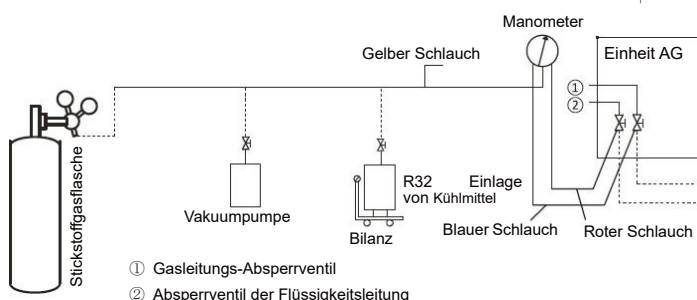 Manometer
Gelber Schlauch
Einheit AG
①
②
Stickstoffgasflasche
Vakuumpumpe
R32
von Kühlmittel
Bilanz
Einlage
Blauer Schlauch
Roter Schlauch
① Gasleitungs-Absperrventil
② Absperrventil der Flüssigkeitsleitung